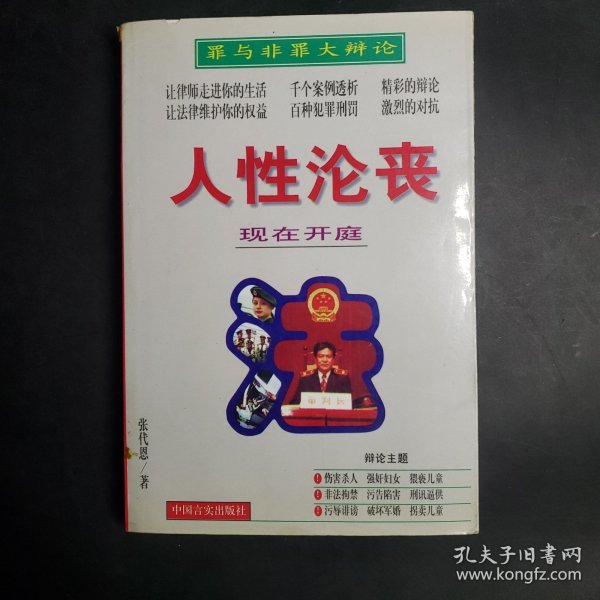 罪与非罪大辩论
让律师走进你的生活 千个案例透析 精彩的辩论
让法律维护你的权益 百种犯罪刑罚 激烈的对抗
人性沦丧
现在开庭
法
审判长
张代恩/著
辩论主题
!伤害杀人 强奸妇女 猥亵儿童
!非法拘禁 污告陷害 刑讯逼供
!污辱诽谤 破坏军婚 拐卖儿童
中国言实出版社
孔夫子旧书网
www.kongfz.com